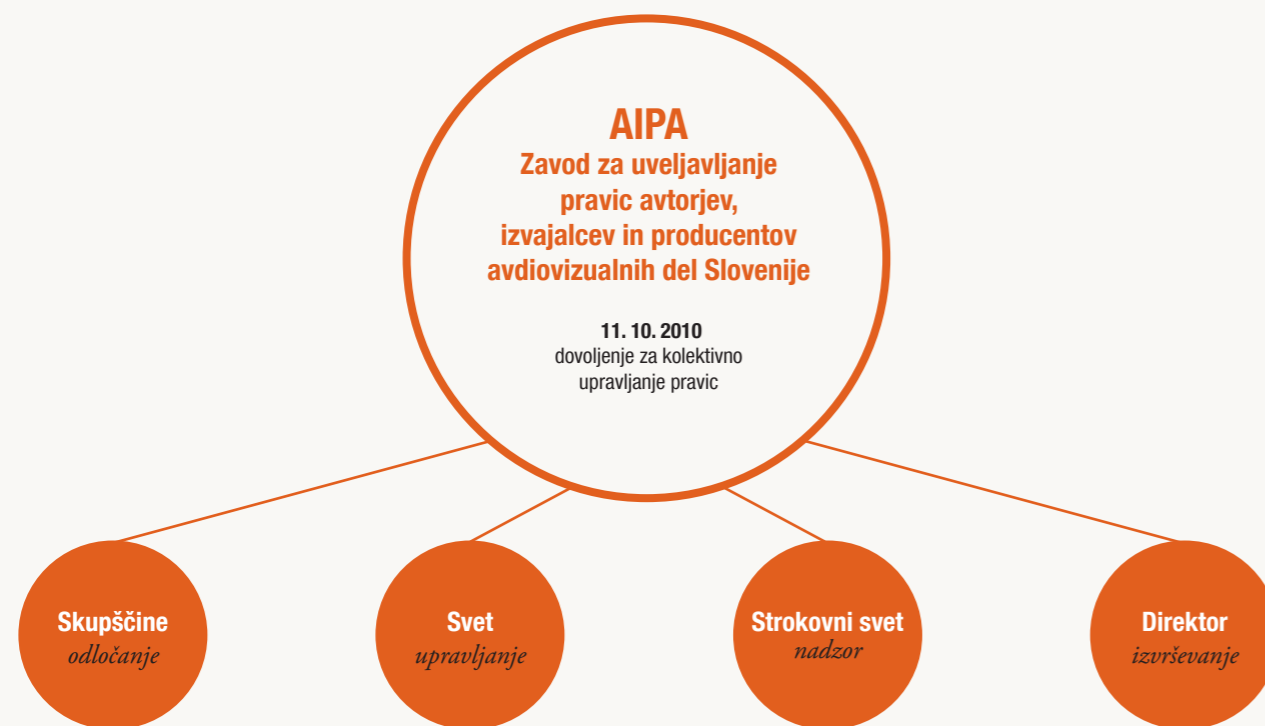 AIPA
Zavod za uveljavljanje
pravic avtorjev,
izvajalcev in producentov
avdiovizualnih del Slovenije
11. 10. 2010
dovoljenje za kolektivno
upravljanje pravic
Skupščine
odločanje
Svet
upravljanje
Strokovni svet
nadzor
Direktor
izvrševanje